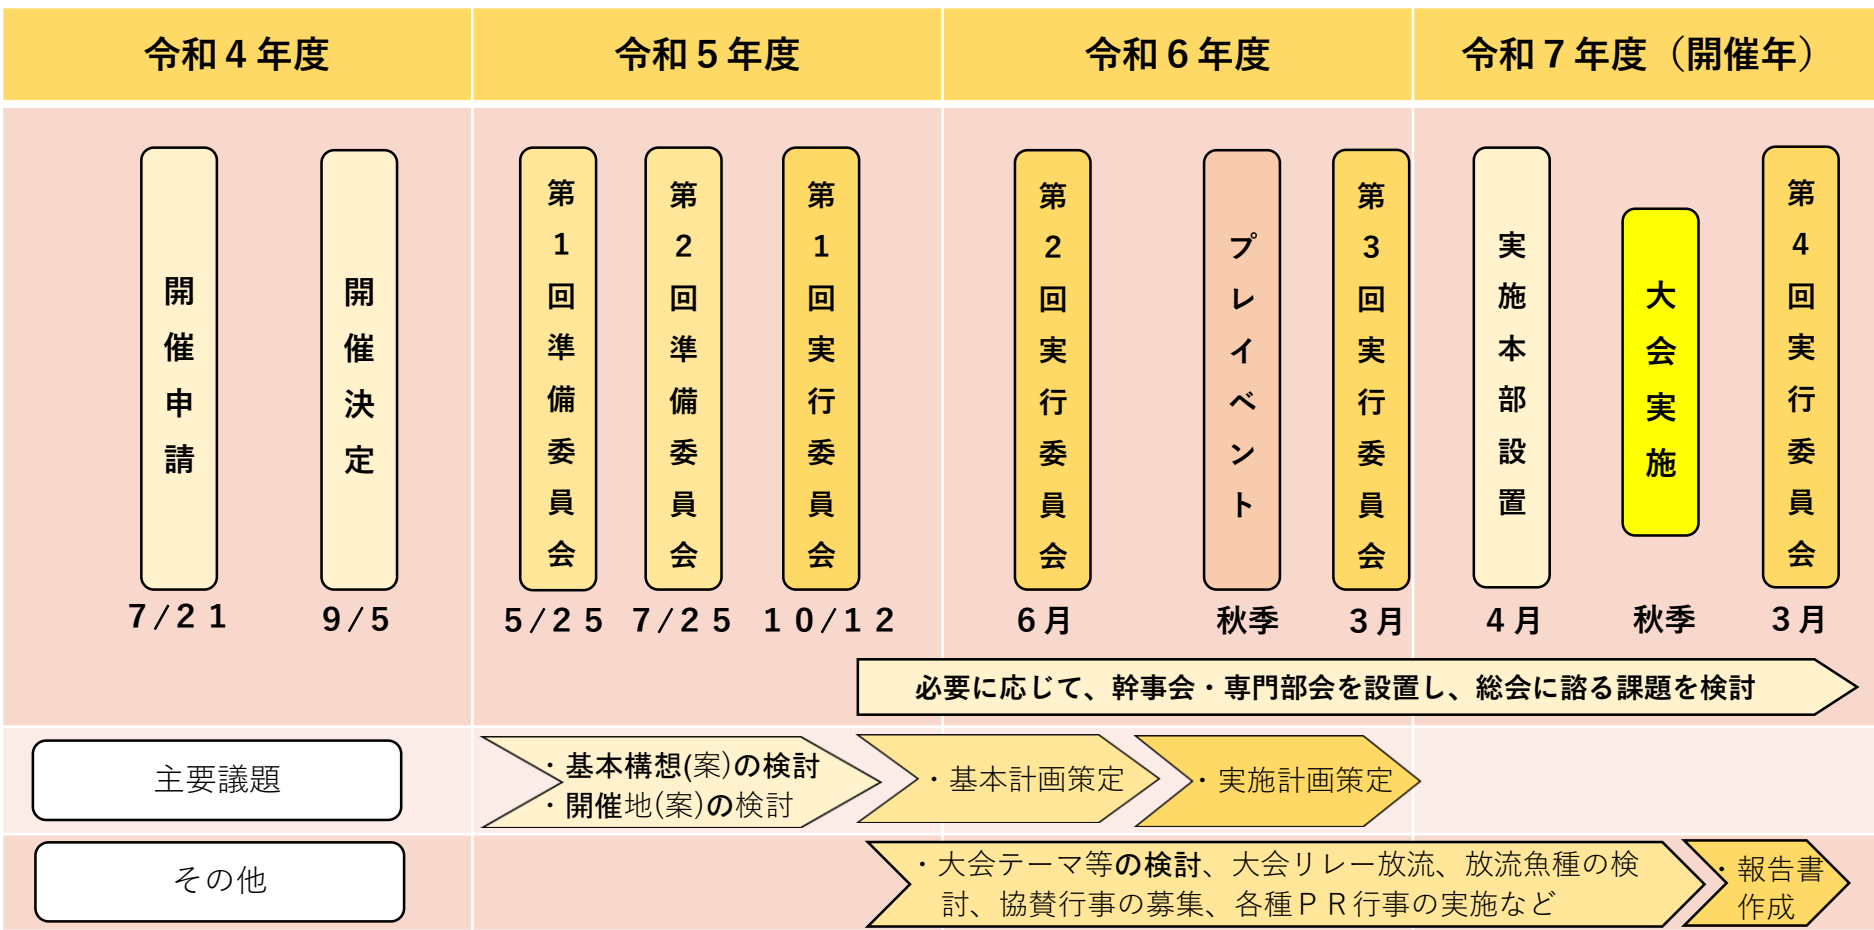 令和４年度
令和５年度
令和６年度
令和７年度（開催年）
開催申請
7/２１
開催決定
9/5
第１回準備委員会
5/２５
第２回準備委員会
7/２５
第１回実行委員会
１０/１２
第２回実行委員会
６月
プレイベント
秋季
第３回実行委員会
３月
実施本部設置
４月
大会実施
秋季
第４回実行委員会
３月
必要に応じて、幹事会・専門部会を設置し、総会に諮る課題を検討
主要議題
・基本構想(案)の検討
・開催地(案)の検討
・基本計画策定
・実施計画策定
その他
・大会テーマ等の検討、大会リレー放流、放流魚種の検
討、協賛行事の募集、各種ＰＲ行事の実施など
・報告書
作成